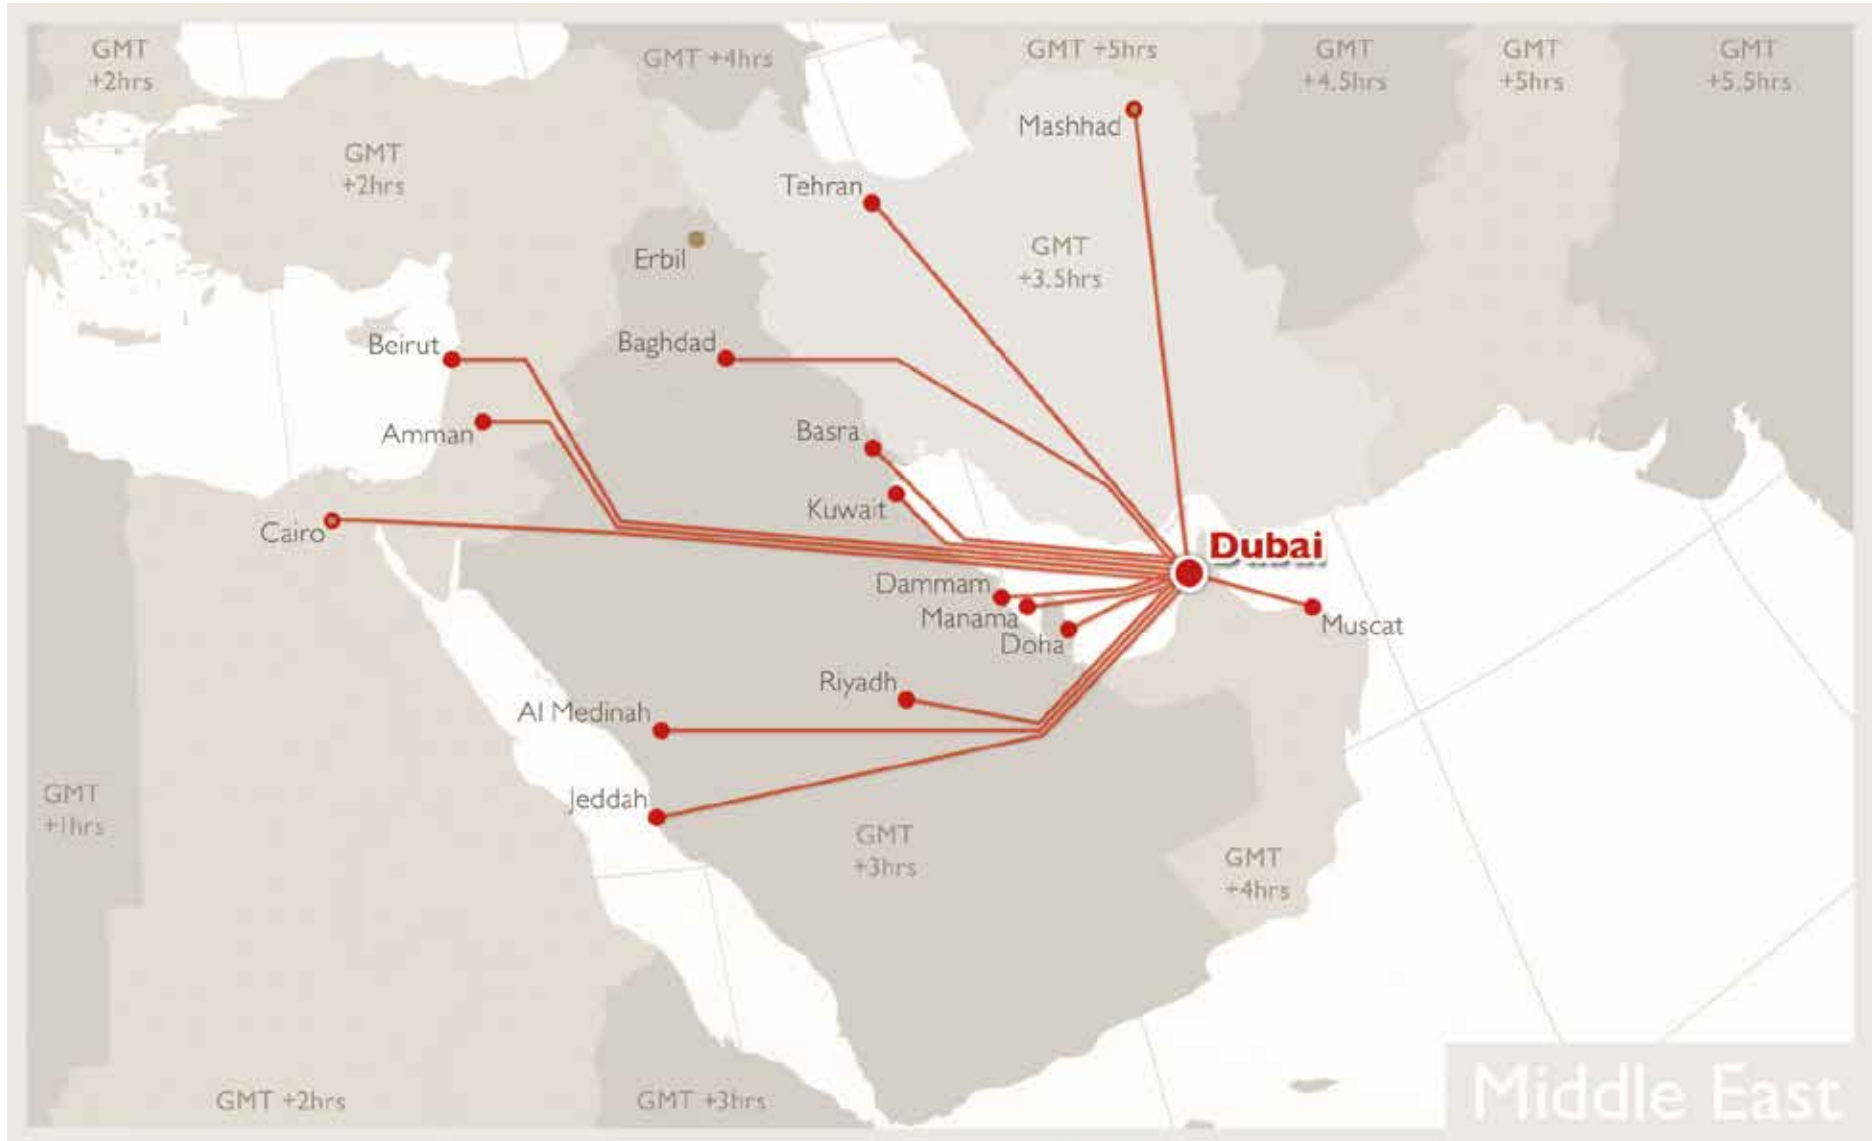 GMT
+2hrs
GMT +4hrs
GMT +5hrs
GMT
+4.5hrs
GMT
+5hrs
GMT
+5.5hrs
Mashhad
GMT
+2hrs
Tehran
Erbil
GMT
+3.5hrs
Beirut
Baghdad
Amman
Basra
Kuwait
Cairo
Dubai
Dammam
Manama
Doha
Muscat
Riyadh
Al Medinah
Jeddah
GMT
+1hrs
GMT
+3hrs
GMT
+4hrs
GMT +2hrs
GMT +3hrs
Middle East